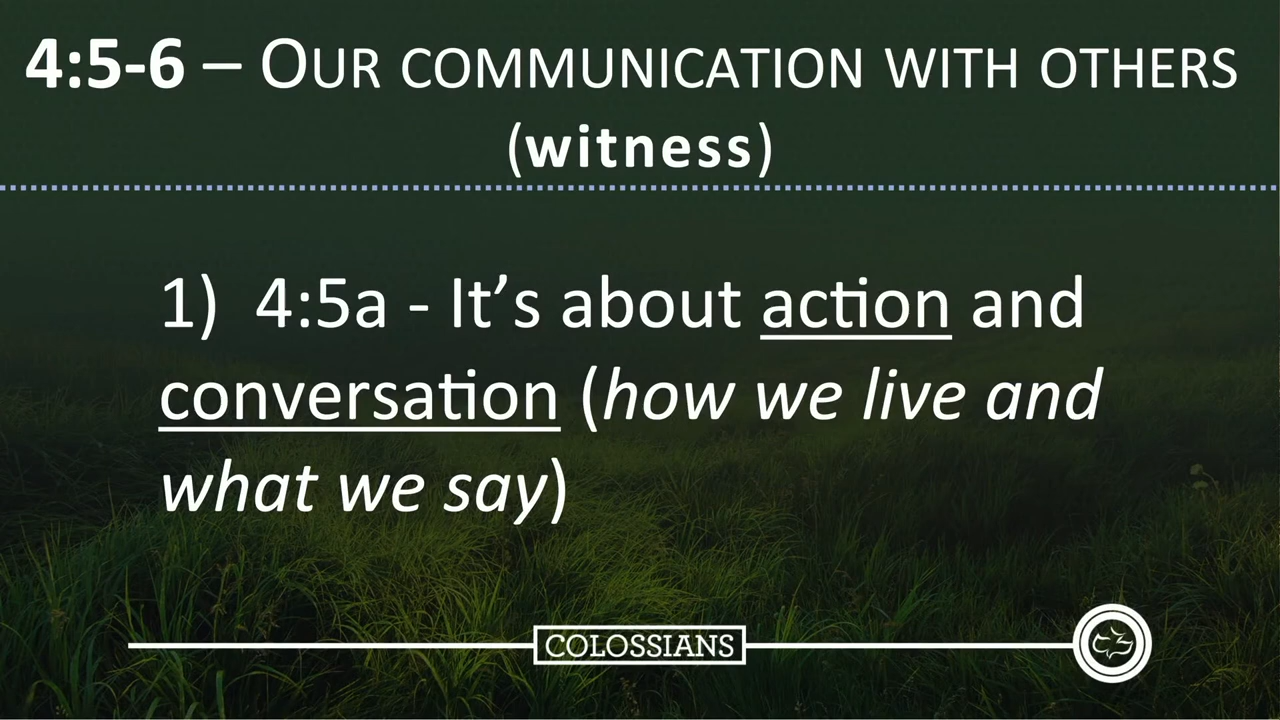 4:5-6 – OUR COMMUNICATION WITH OTHERS
(witness)
1) 4:5a - It’s about action and
conversation (how we live and
what we say)
COLOSSIANS